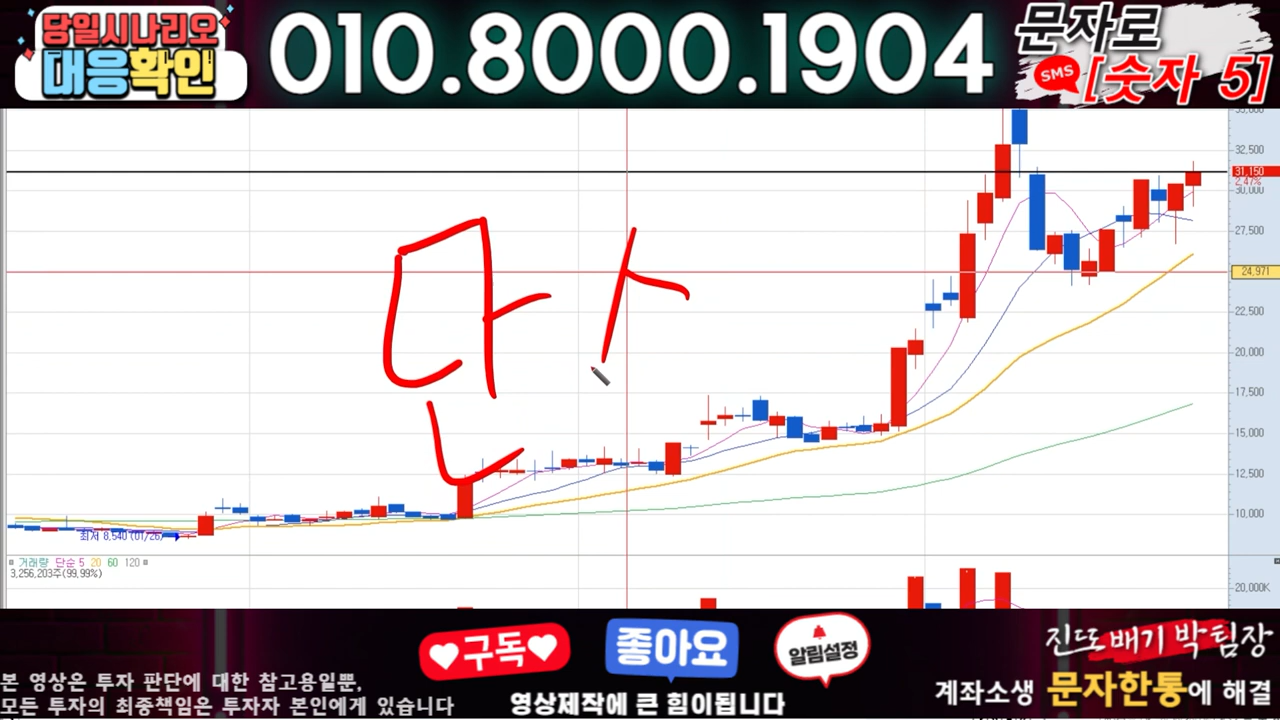 당일시나리오
대응확인
010.8000.1904
문자로
SMS
[숫자 5]
32,500
31,150
2.47%
30,000
27,500
24,971
22,500
20,000
17,500
15,000
12,500
10,000
단 ㅅ
최저 8,540 (01/26)
거래량 단순 5 20 60 120
3,256,203주(99.99%)
20,000K
구독
좋아요
알림설정
진또배기 박팀장
본 영상은 투자 판단에 대한 참고용일뿐,
모든 투자의 최종책임은 투자자 본인에게 있습니다
영상제작에 큰 힘이됩니다
계좌소생 문자한통에 해결